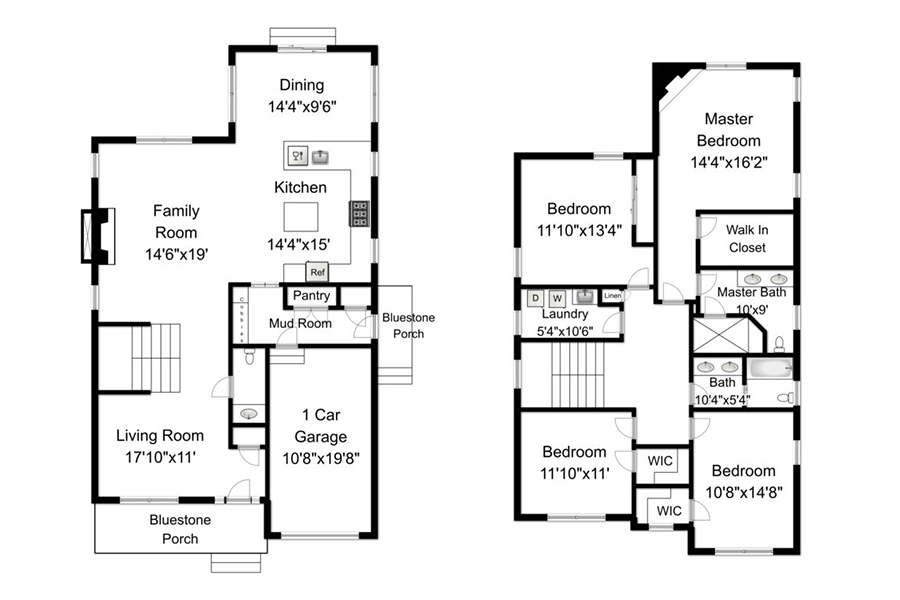 Dining
14'4"x9'6"
Kitchen
14'4"x15'
Ref
Family
Room
14'6"x19'
Pantry
Cubbies
Mud Room
Bluestone
Porch
1 Car
Garage
10'8"x19'8"
Living Room
17'10"x11'
Bluestone
Porch
Master
Bedroom
14'4"x16'2"
Bedroom
11'10"x13'4"
Walk In
Closet
Master Bath
10'x9'
Linen
D
W
Laundry
5'4"x10'6"
Bath
10'4"x5'4"
Bedroom
11'10"x11'
WIC
WIC
Bedroom
10'8"x14'8"